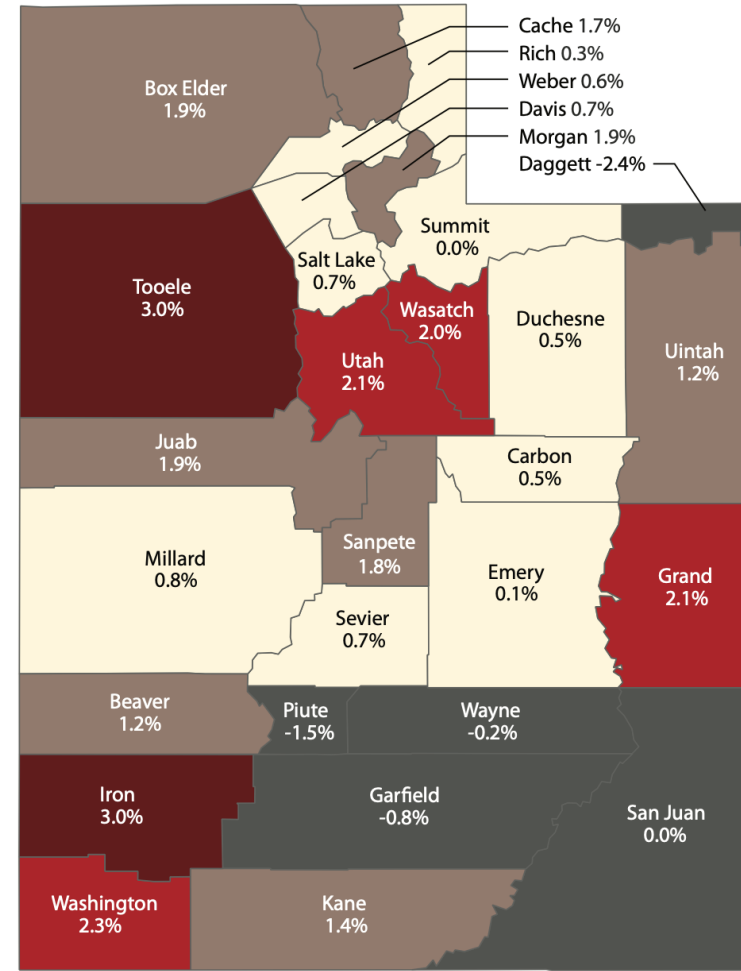 Cache 1.7%
Rich 0.3%
Weber 0.6%
Davis 0.7%
Morgan 1.9%
Daggett -2.4%
Box Elder
1.9%
Summit
0.0%
Salt Lake
0.7%
Tooele
3.0%
Wasatch
2.0%
Duchesne
0.5%
Uintah
1.2%
Utah
2.1%
Juab
1.9%
Carbon
0.5%
Sanpete
1.8%
Millard
0.8%
Emery
0.1%
Grand
2.1%
Sevier
0.7%
Beaver
1.2%
Piute
-1.5%
Wayne
-0.2%
Iron
3.0%
Garfield
-0.8%
San Juan
0.0%
Washington
2.3%
Kane
1.4%